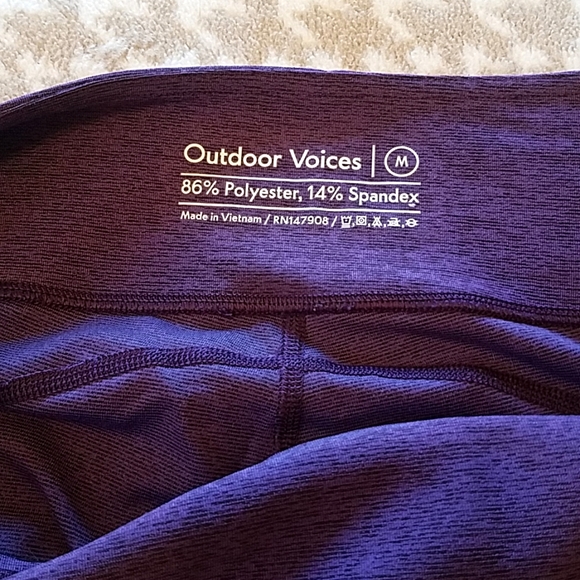 Outdoor Voices | M
86% Polyester, 14% Spandex
Made in Vietnam / RN147908 /